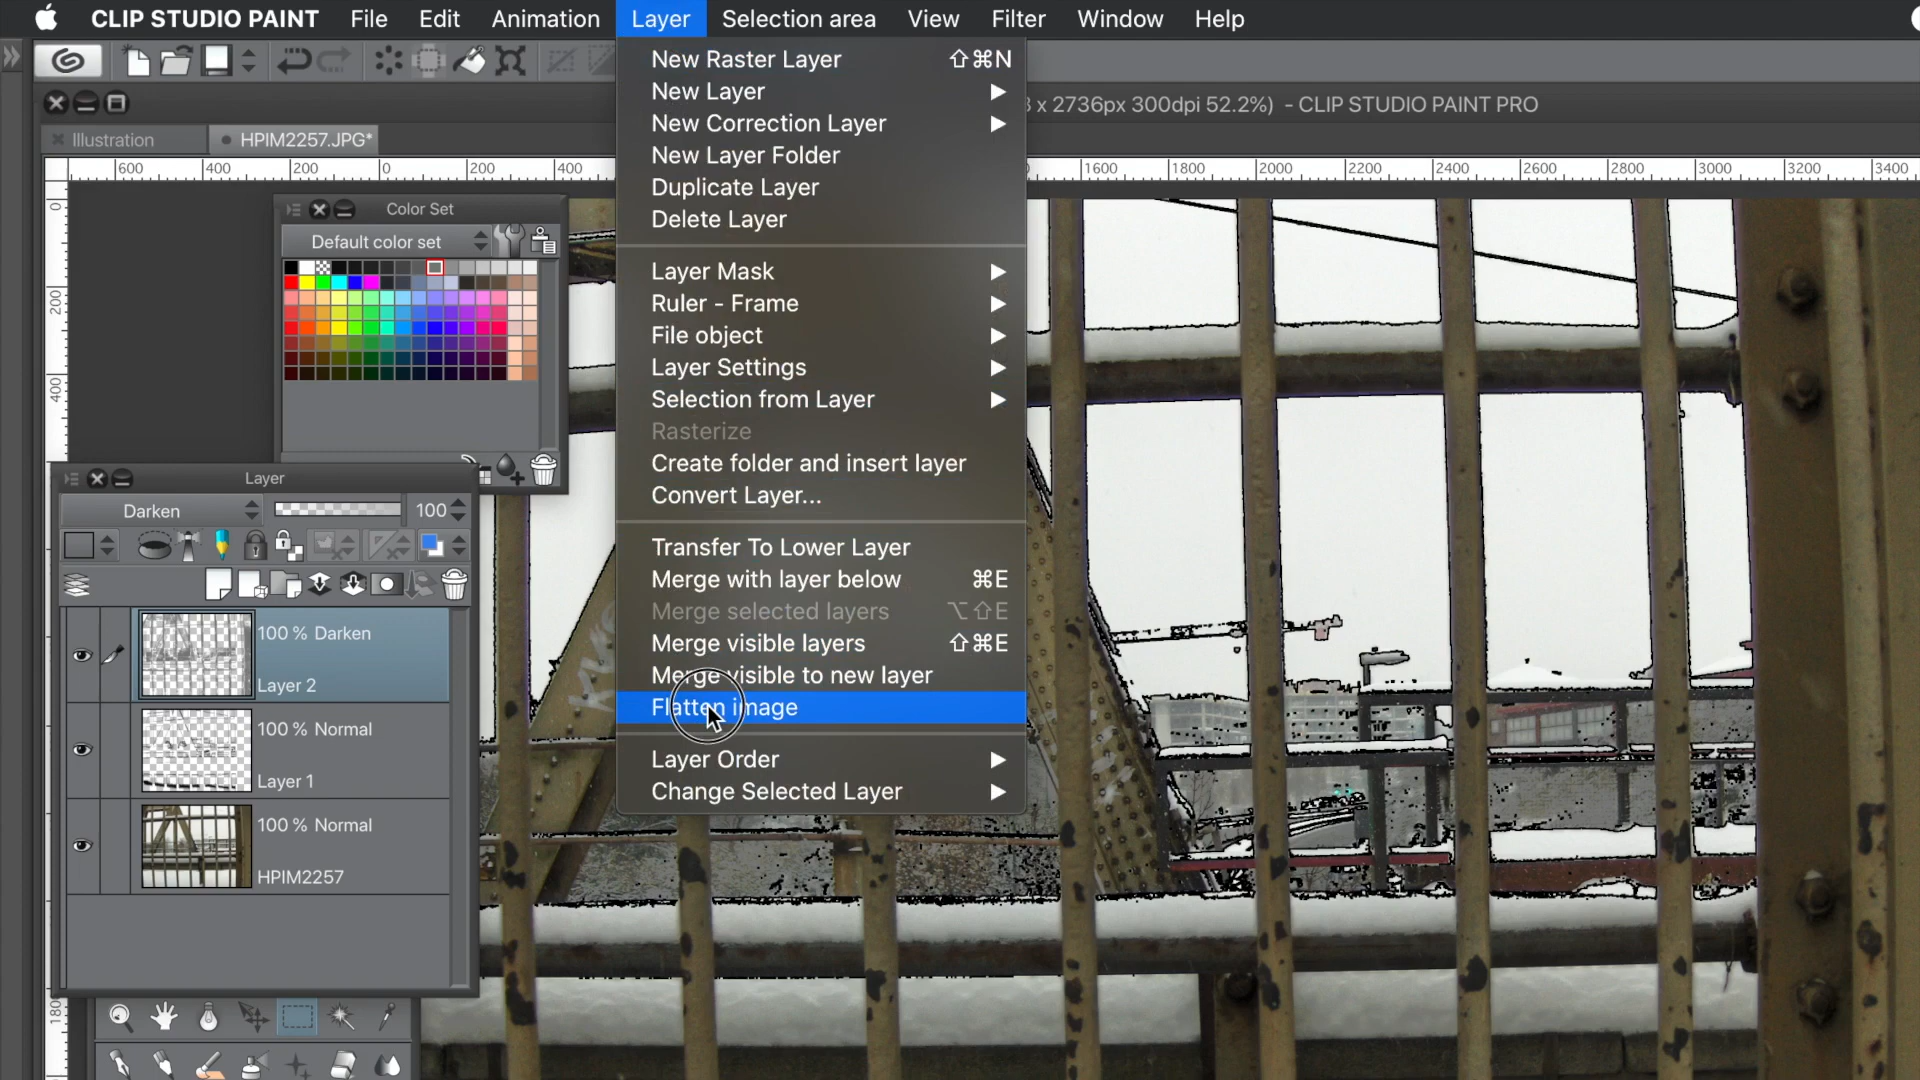 CLIP STUDIO PAINT File Edit Animation Layer Selection area View Filter Window Help
3 x 2736px 300dpi 52.2%) - CLIP STUDIO PAINT PRO
Illustration HPIM2257.JPG*
600 400 200 0 200 400 1600 1800 2000 2200 2400 2600 2800 3000 3200 3400
0
200
400
180
Color Set
Default color set
Layer
Darken 100
100 % Darken
Layer 2
100 % Normal
Layer 1
100 % Normal
HPIM2257
New Raster Layer ⇧⌘N
New Layer
New Correction Layer
New Layer Folder
Duplicate Layer
Delete Layer
Layer Mask
Ruler - Frame
File object
Layer Settings
Selection from Layer
Rasterize
Create folder and insert layer
Convert Layer...
Transfer To Lower Layer
Merge with layer below ⌘E
Merge selected layers ⌥⇧E
Merge visible layers ⇧⌘E
Merge visible to new layer
Flatten image
Layer Order
Change Selected Layer